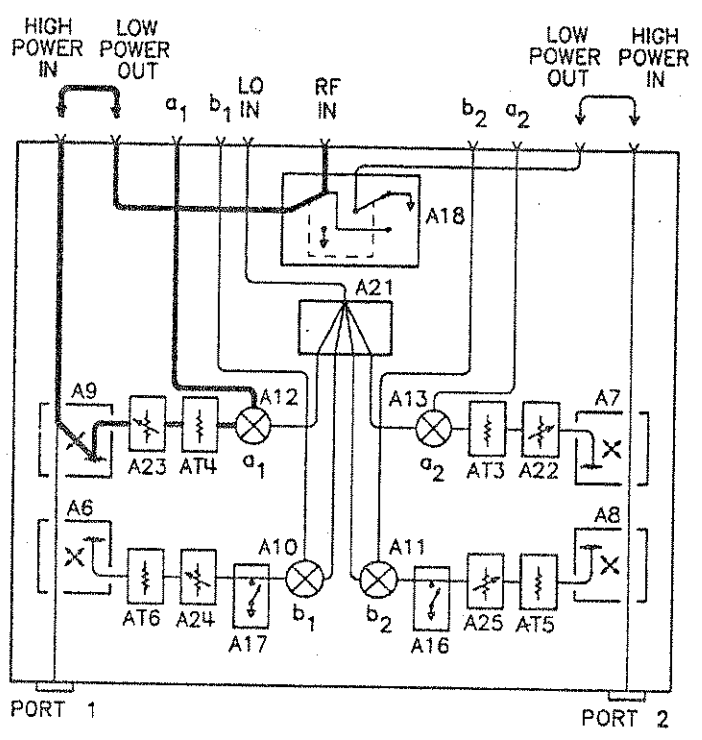 HIGH POWER IN
LOW POWER OUT
a1
b1
LO IN
RF IN
b2
a2
LOW POWER OUT
HIGH POWER IN
A18
A21
A9
A12
A13
A7
A23
AT4
a1
a2
AT3
A22
A6
A10
A11
A8
AT6
A24
A17
b1
b2
A16
A25
AT5
PORT 1
PORT 2